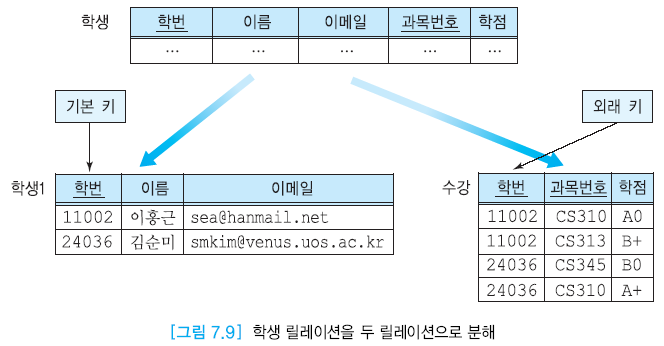 학생 학번 이름 이메일 과목번호 학점
... ... ... ... ...
기본 키
외래 키
학생1 학번 이름 이메일
11002 이홍근 sea@hanmail.net
24036 김순미 smkim@venus.uos.ac.kr
수강 학번 과목번호 학점
11002 CS310 A0
11002 CS313 B+
24036 CS345 B0
24036 CS310 A+
[그림 7.9] 학생 릴레이션을 두 릴레이션으로 분해